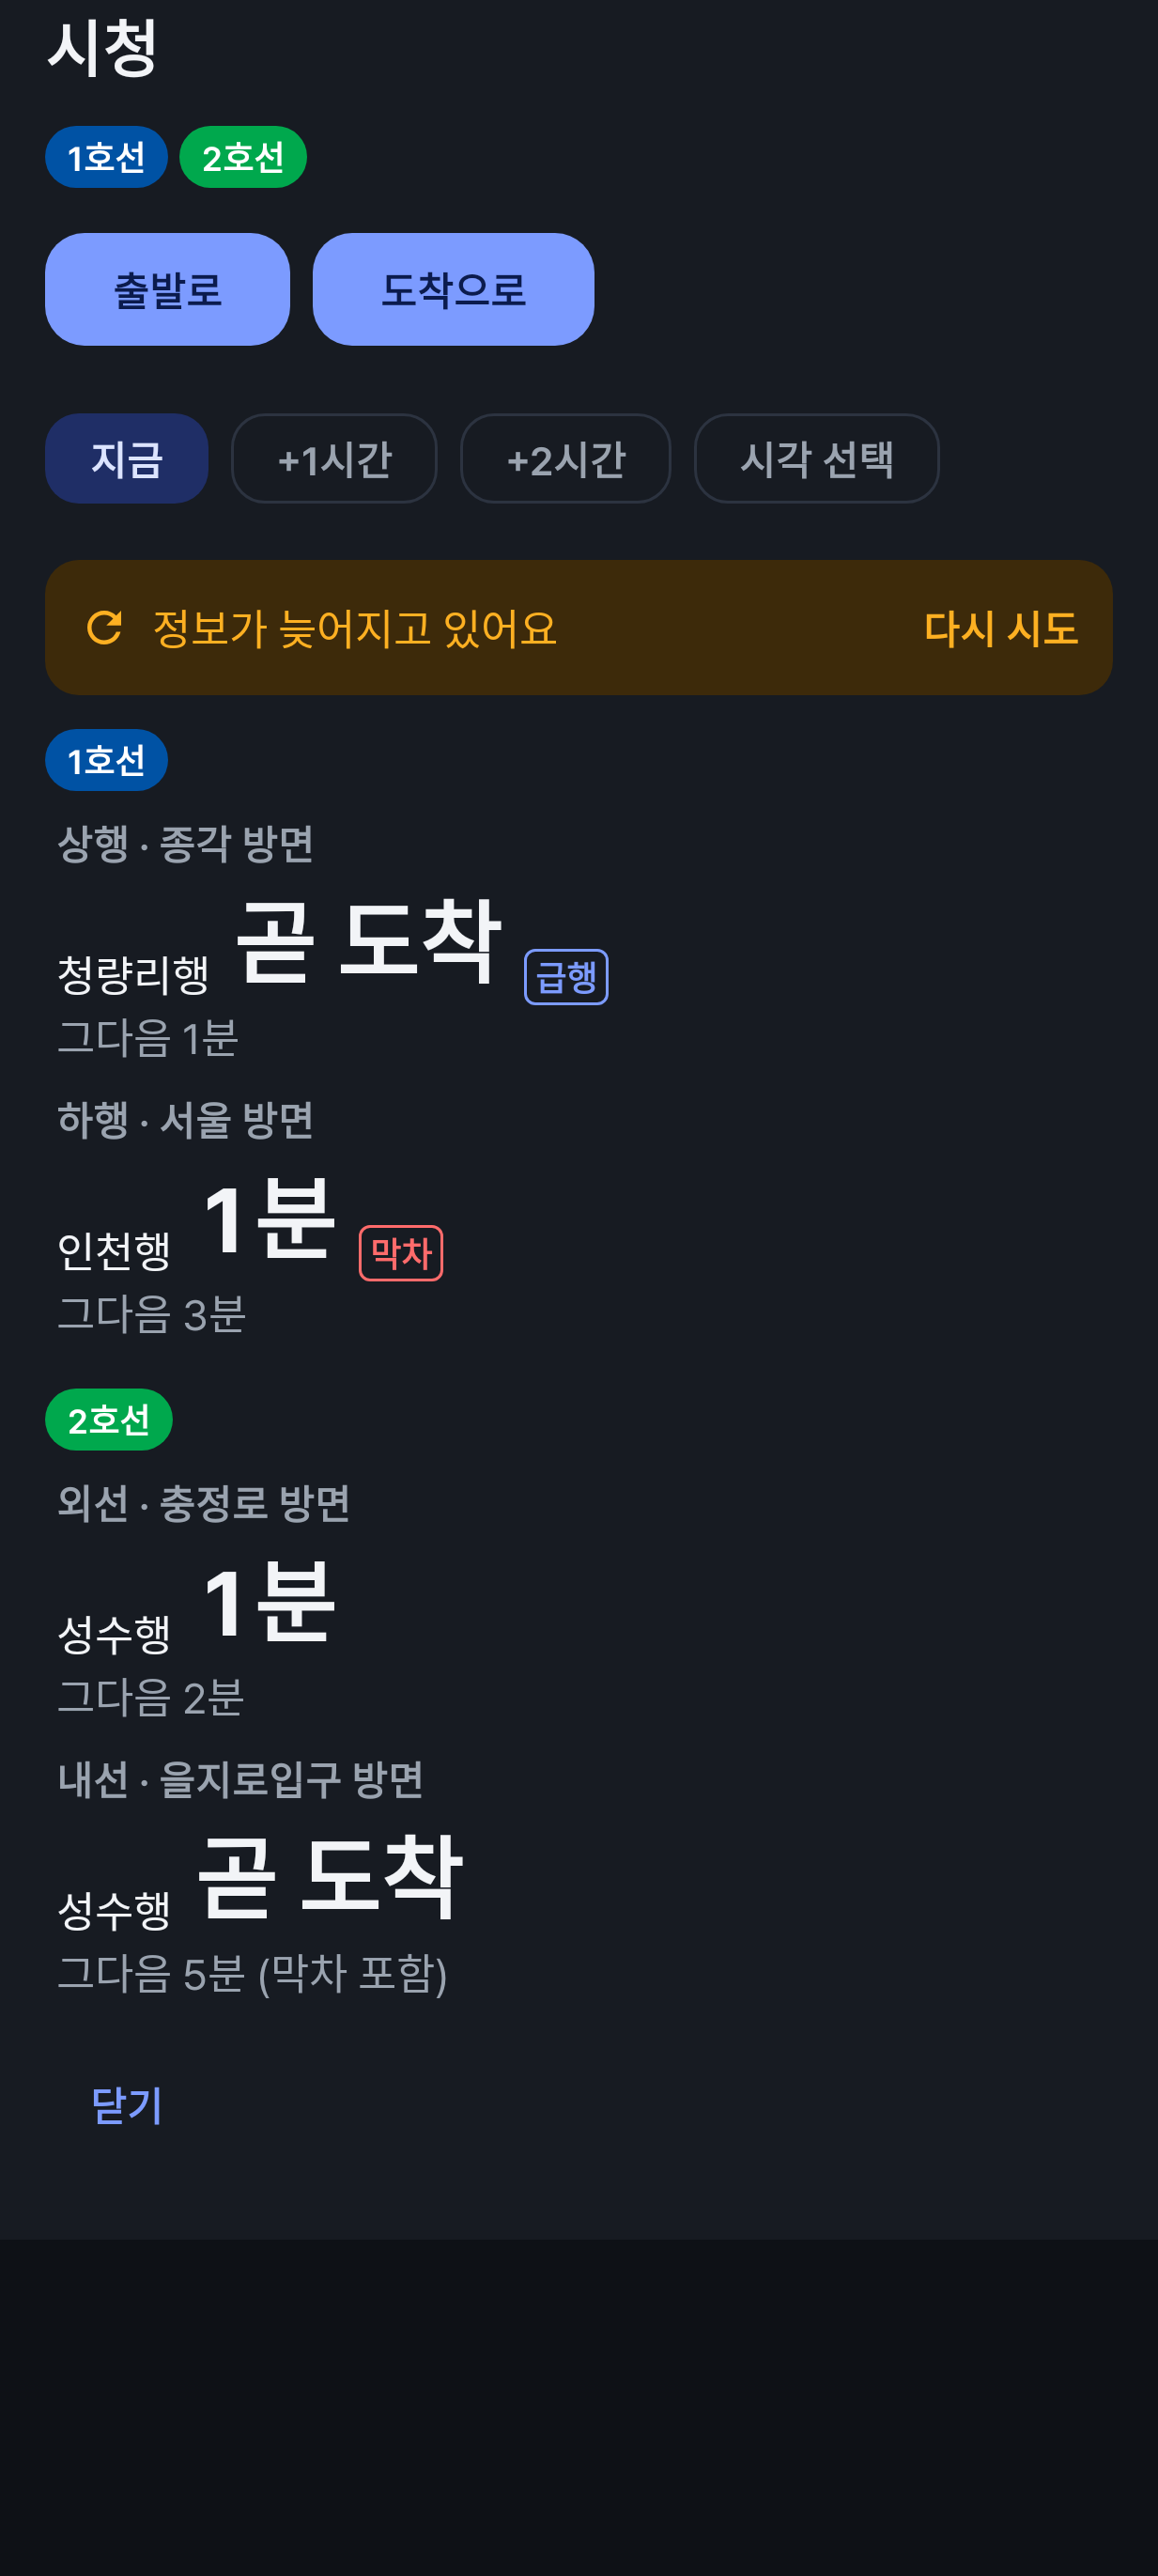 시청
1호선 2호선
출발로 도착으로
지금 +1시간 +2시간 시각 선택
정보가 늦어지고 있어요 다시 시도
1호선
상행 · 종각 방면
청량리행 곧 도착 급행
그다음 1분
하행 · 서울 방면
인천행 1분 막차
그다음 3분
2호선
외선 · 충정로 방면
성수행 1분
그다음 2분
내선 · 을지로입구 방면
성수행 곧 도착
그다음 5분 (막차 포함)
닫기